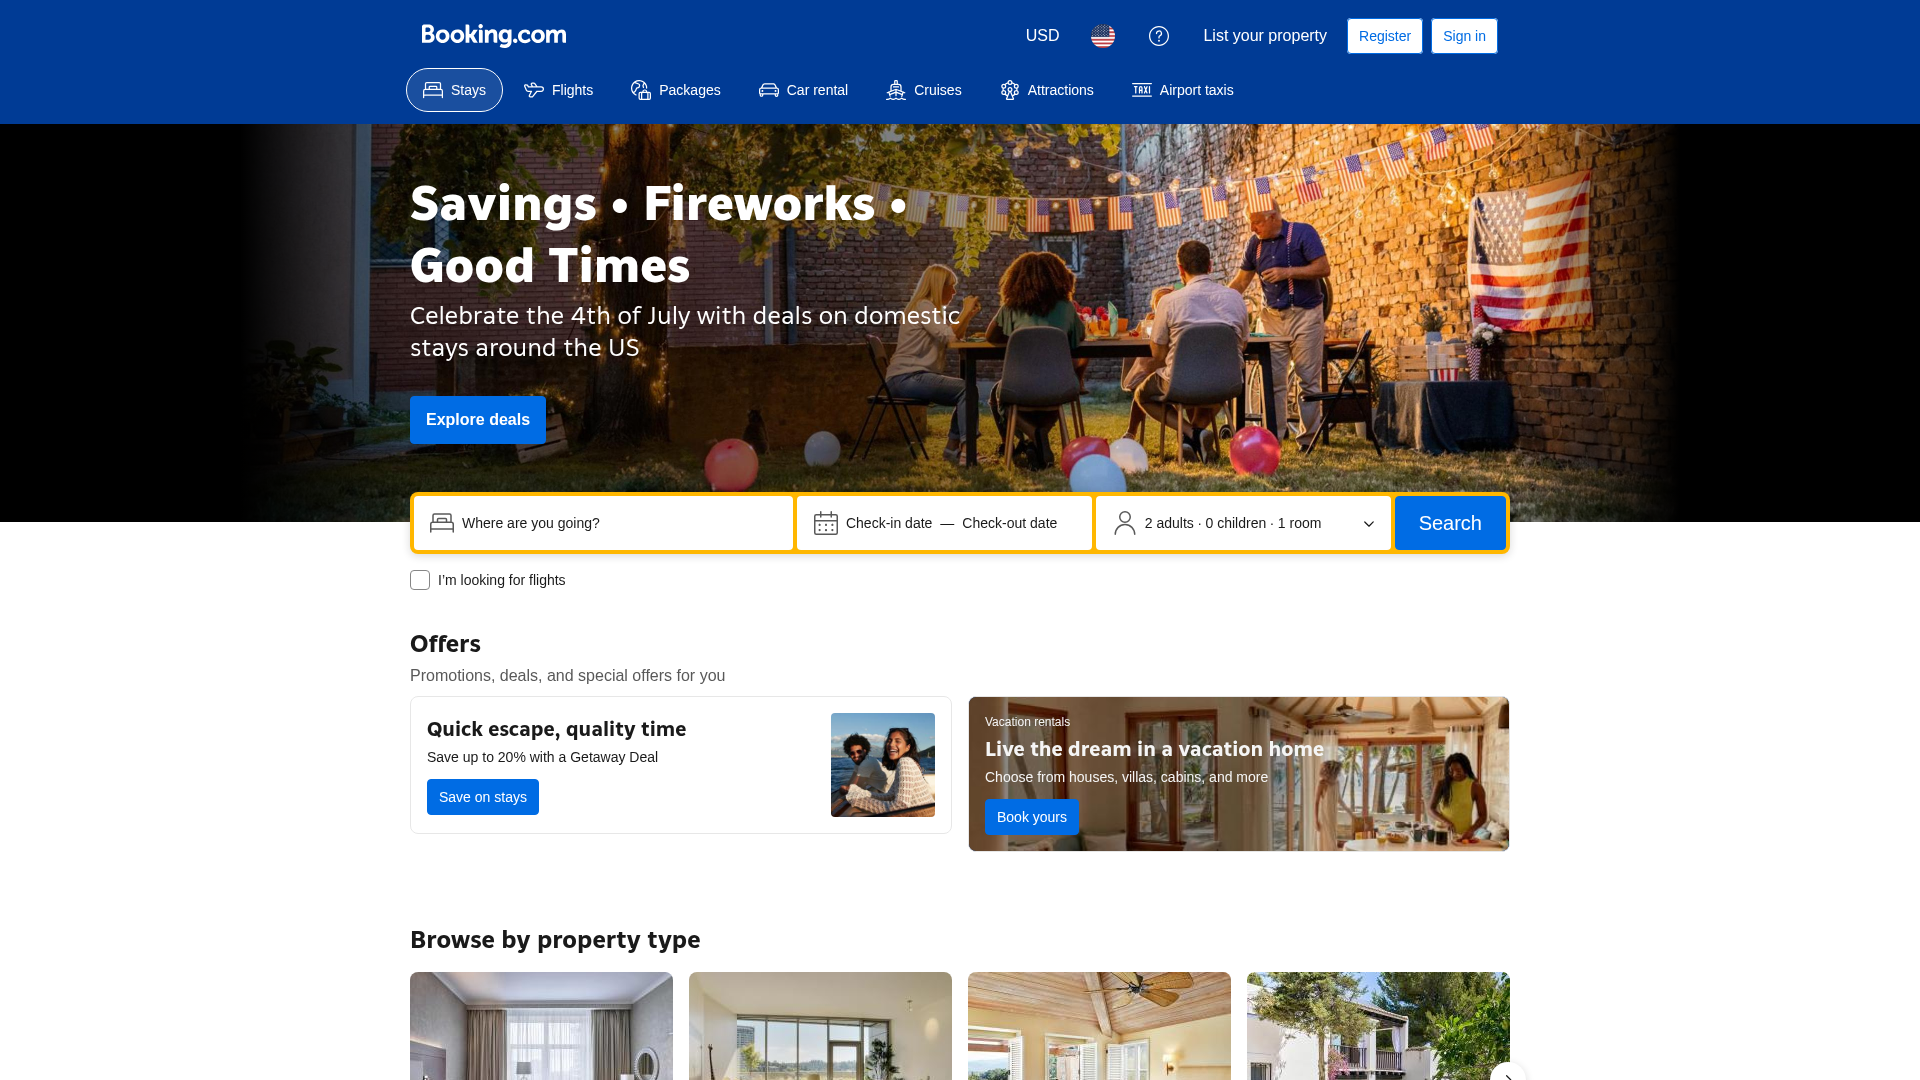 Booking.com
USD
List your property
Register
Sign in
Stays
Flights
Packages
Car rental
Cruises
Attractions
TAXI
Airport taxis
Savings • Fireworks •
Good Times
Celebrate the 4th of July with deals on domestic
stays around the US
Explore deals
Where are you going?
Check-in date — Check-out date
2 adults · 0 children · 1 room
Search
I’m looking for flights
Offers
Promotions, deals, and special offers for you
Quick escape, quality time
Save up to 20% with a Getaway Deal
Save on stays
Vacation rentals
Live the dream in a vacation home
Choose from houses, villas, cabins, and more
Book yours
Browse by property type